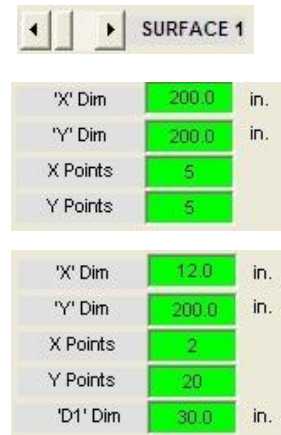 SURFACE 1
'X' Dim 200.0 in.
'Y' Dim 200.0 in.
X Points 5
Y Points 5
'X' Dim 12.0 in.
'Y' Dim 200.0 in.
X Points 2
Y Points 20
'D1' Dim 30.0 in.